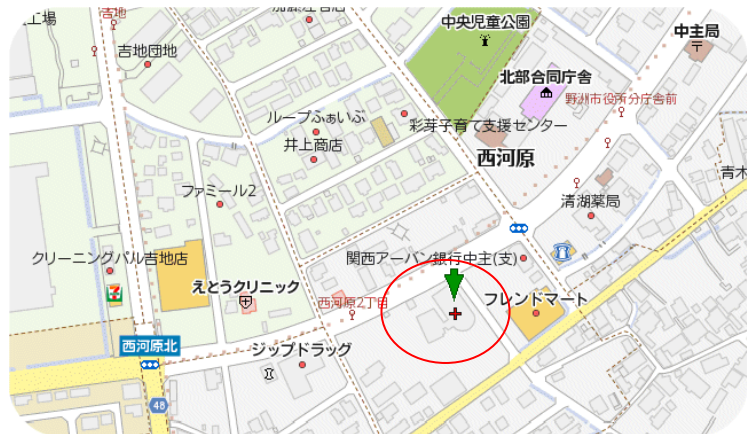 工場
吉地
吉地団地
中央児童公園
中主局
北部合同庁舎
野洲市役所分庁舎前
ループふぁいぶ
彩芽子育て支援センター
井上商店
西河原
青木
ファミール2
清湖薬局
クリーニングパル吉地店
関西アーバン銀行中主(支)
えとうクリニック
西河原2丁目
フレンドマート
西河原北
ジップドラッグ
48